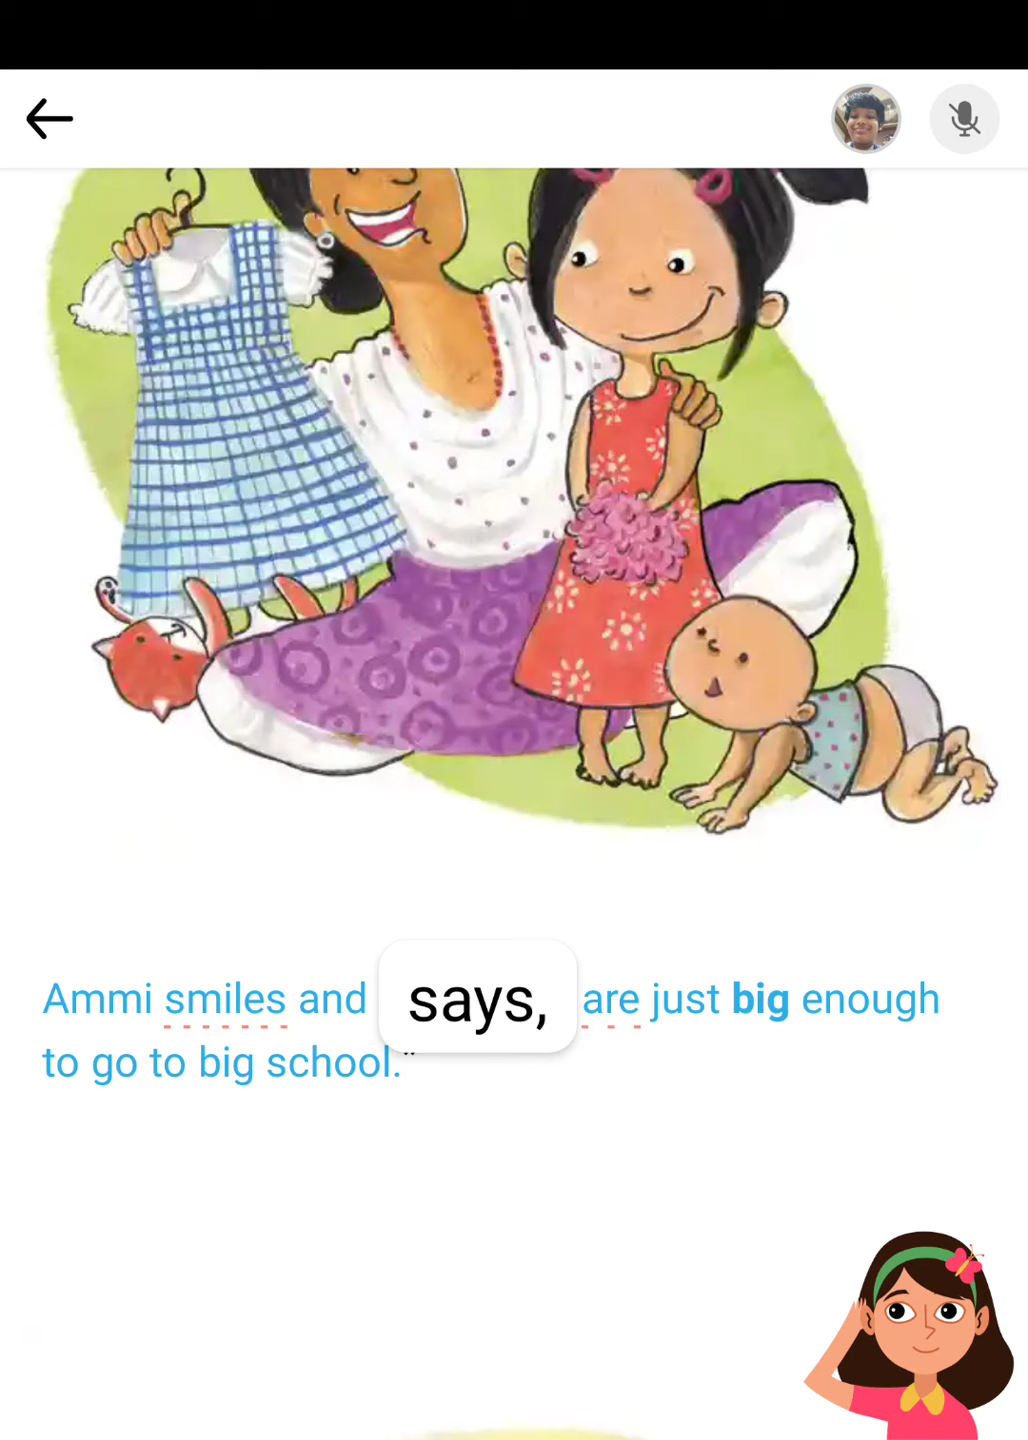 Ammi smiles and says, are just big enough
to go to big school."